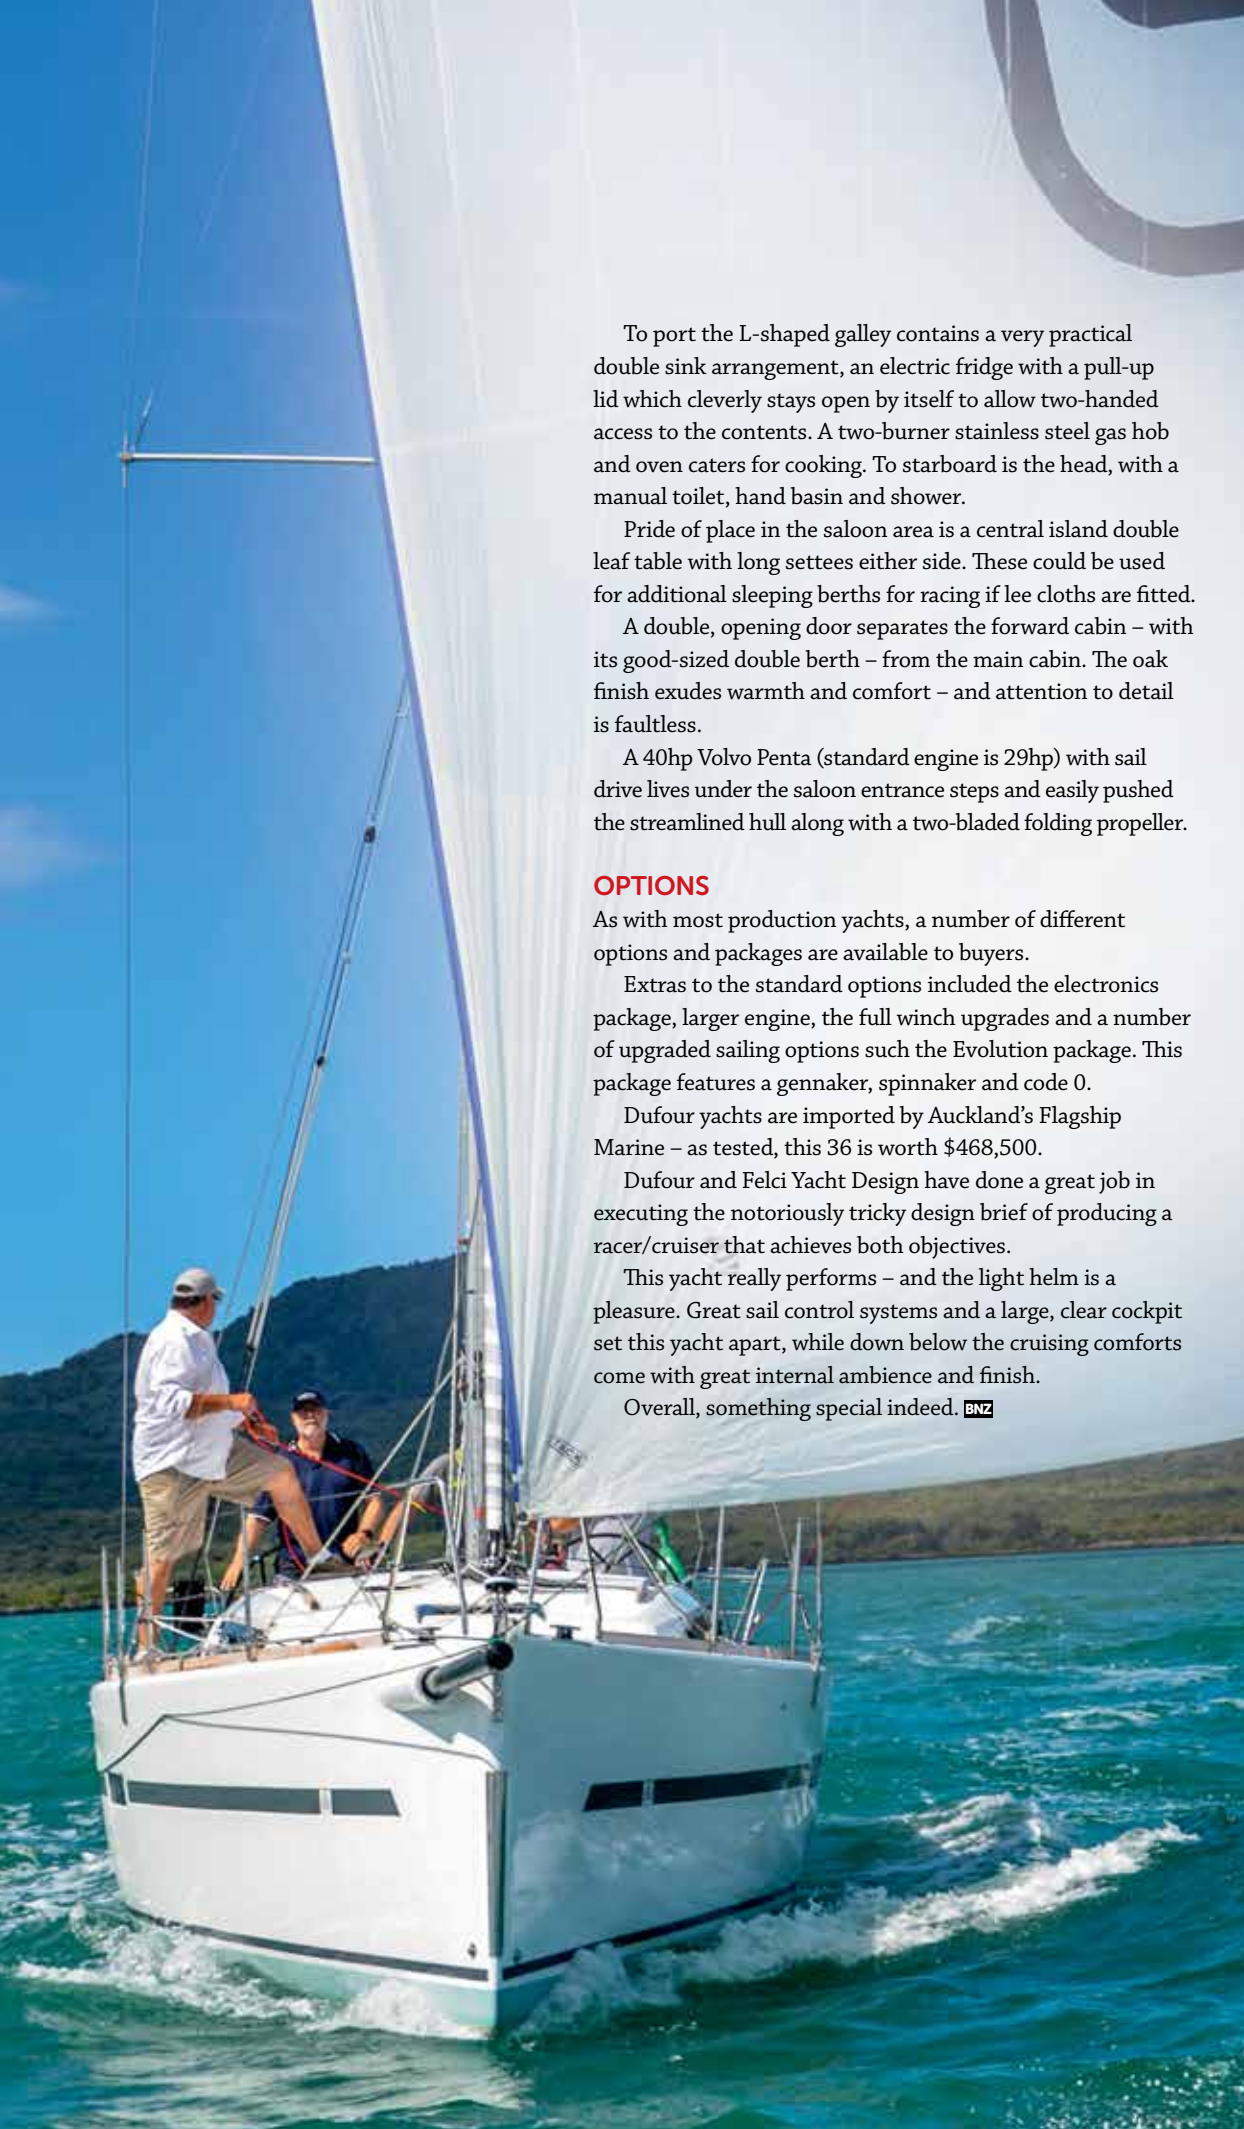 To port the L-shaped galley contains a very practical
double sink arrangement, an electric fridge with a pull-up
lid which cleverly stays open by itself to allow two-handed
access to the contents. A two-burner stainless steel gas hob
and oven caters for cooking. To starboard is the head, with a
manual toilet, hand basin and shower.
Pride of place in the saloon area is a central island double
leaf table with long settees either side. These could be used
for additional sleeping berths for racing if lee cloths are fitted.
A double, opening door separates the forward cabin – with
its good-sized double berth – from the main cabin. The oak
finish exudes warmth and comfort – and attention to detail
is faultless.
A 40hp Volvo Penta (standard engine is 29hp) with sail
drive lives under the saloon entrance steps and easily pushed
the streamlined hull along with a two-bladed folding propeller.
OPTIONS
As with most production yachts, a number of different
options and packages are available to buyers.
Extras to the standard options included the electronics
package, larger engine, the full winch upgrades and a number
of upgraded sailing options such the Evolution package. This
package features a gennaker, spinnaker and code 0.
Dufour yachts are imported by Auckland’s Flagship
Marine – as tested, this 36 is worth $468,500.
Dufour and Felci Yacht Design have done a great job in
executing the notoriously tricky design brief of producing a
racer/cruiser that achieves both objectives.
This yacht really performs – and the light helm is a
pleasure. Great sail control systems and a large, clear cockpit
set this yacht apart, while down below the cruising comforts
come with great internal ambience and finish.
Overall, something special indeed. BNZ